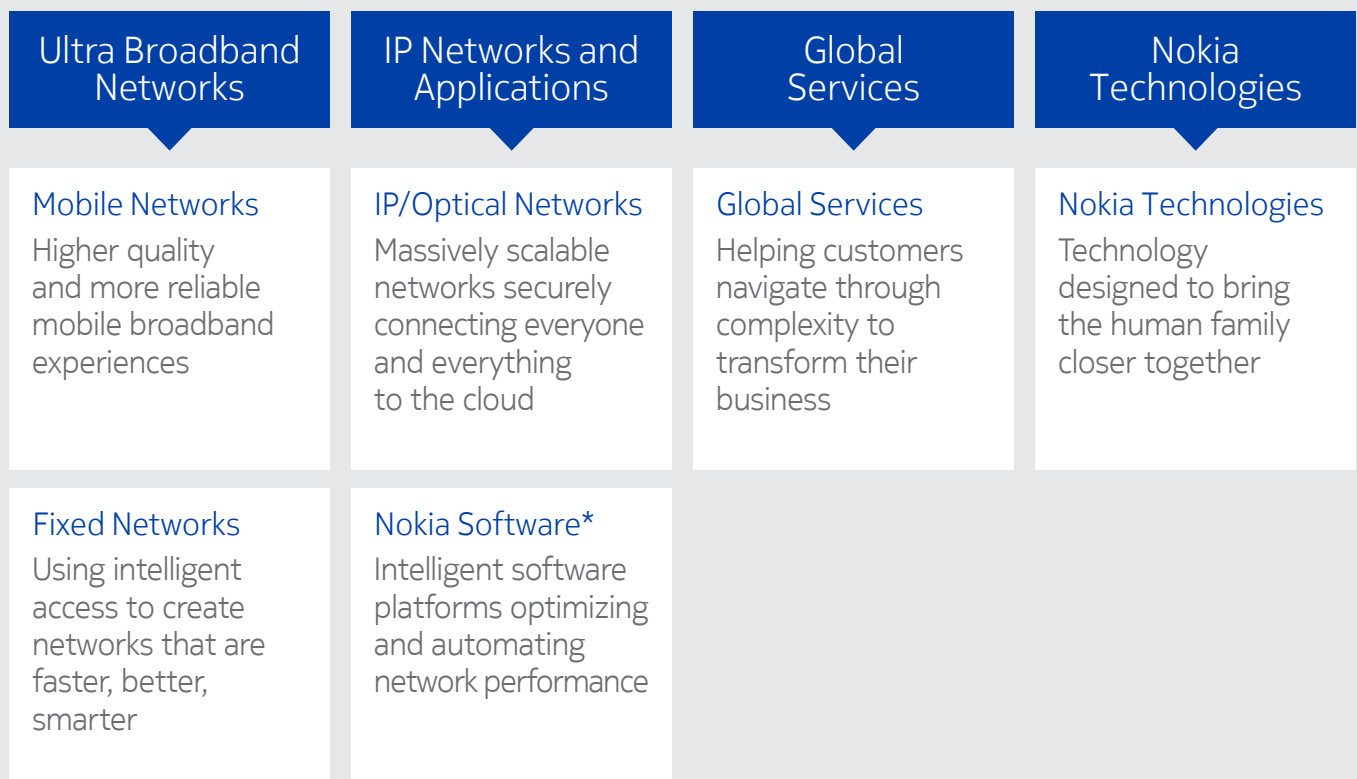 Ultra Broadband
Networks
IP Networks and
Applications
Global
Services
Nokia
Technologies
Mobile Networks
Higher quality
and more reliable
mobile broadband
experiences
IP/Optical Networks
Massively scalable
networks securely
connecting everyone
and everything
to the cloud
Global Services
Helping customers
navigate through
complexity to
transform their
business
Nokia Technologies
Technology
designed to bring
the human family
closer together
Fixed Networks
Using intelligent
access to create
networks that are
faster, better,
smarter
Nokia Software*
Intelligent software
platforms optimizing
and automating
network performance